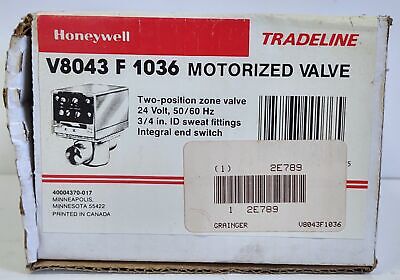 Honeywell
TRADELINE®
V8043 F 1036 MOTORIZED VALVE
Two-position zone valve
24 Volt, 50/60 Hz
3/4 in. ID sweat fittings
Integral end switch
40004370-017
MINNEAPOLIS,
MINNESOTA 55422
PRINTED IN CANADA
5
(1) 2E789
1 2E789
GRAINGER V8043F1036